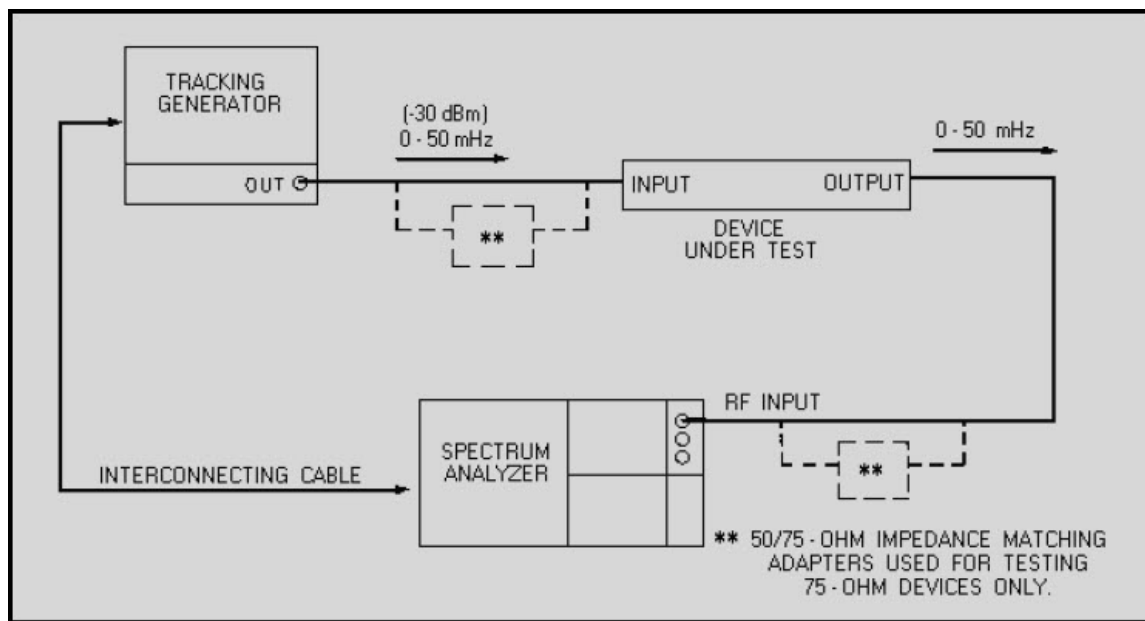 TRACKING
GENERATOR
OUT
(-30 dBm)
0 - 50 mHz
**
INPUT
OUTPUT
0 - 50 mHz
DEVICE
UNDER TEST
RF INPUT
SPECTRUM
ANALYZER
INTERCONNECTING CABLE
**
** 50/75 - OHM IMPEDANCE MATCHING
ADAPTERS USED FOR TESTING
75 - OHM DEVICES ONLY.